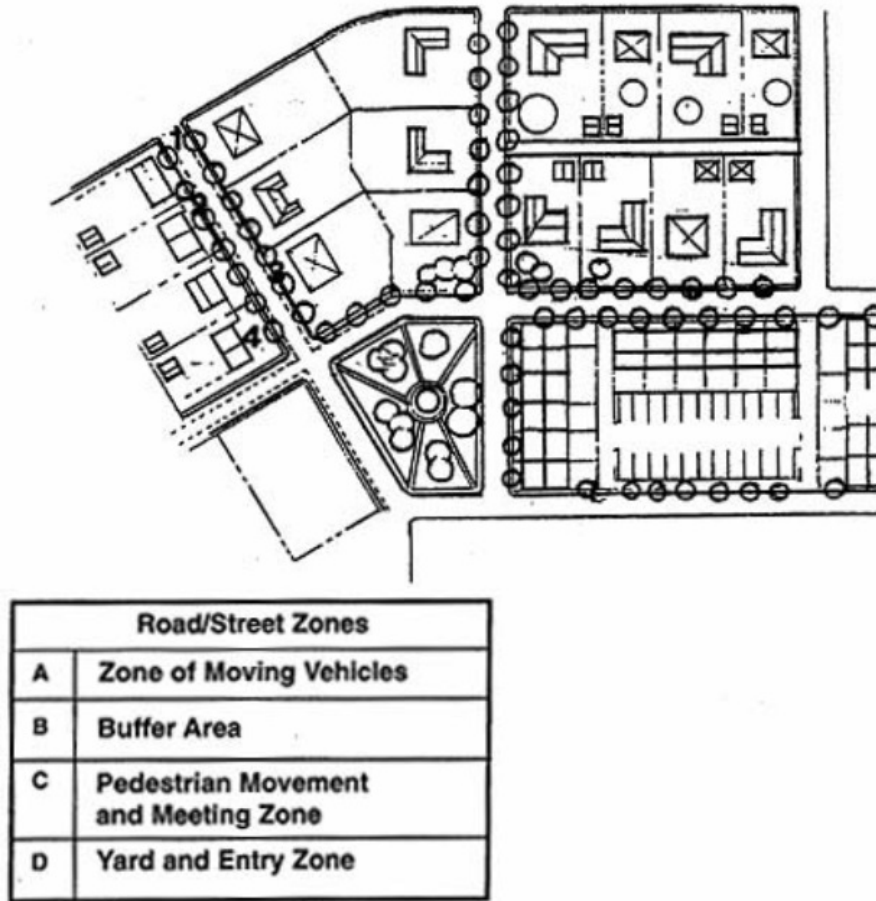 Road/Street Zones
A Zone of Moving Vehicles
B Buffer Area
C Pedestrian Movement
and Meeting Zone
D Yard and Entry Zone